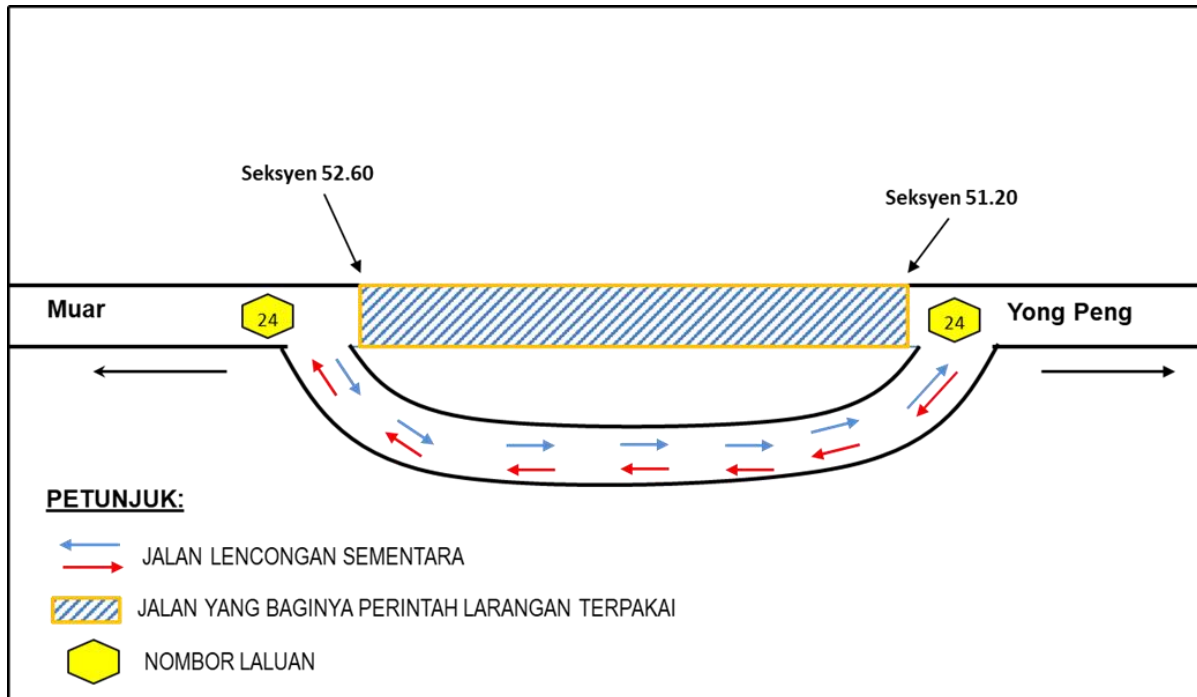 Seksyen 52.60
Seksyen 51.20
Muar
24
24
Yong Peng
PETUNJUK:
JALAN LENCONGAN SEMENTARA
JALAN YANG BAGINYA PERINTAH LARANGAN TERPAKAI
NOMBOR LALUAN